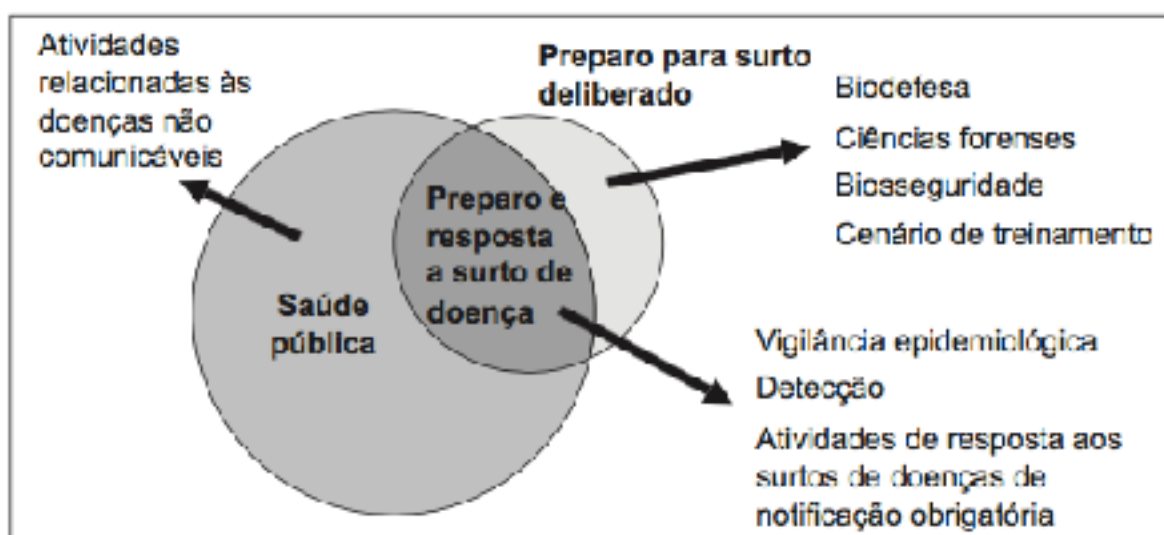 Atividades
relacionadas às
doenças não
comunicáveis
Preparo para surto
deliberado
Biodefesa
Ciências forenses
Biosseguridade
Cenário de treinamento
Preparo e
resposta
a surto de
doença
Saúde
pública
Vigilância epidemiológica
Detecção
Atividades de resposta aos
surtos de doenças de
notificação obrigatória